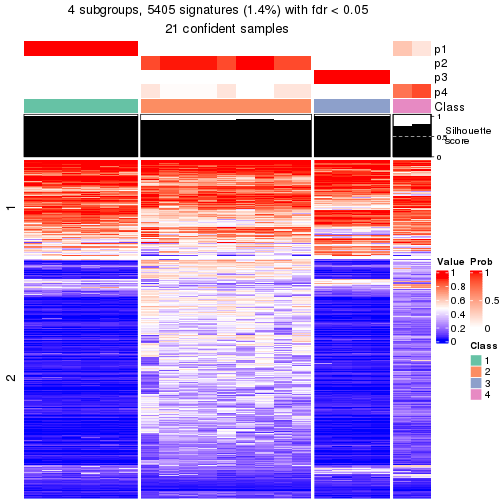 4 subgroups, 5405 signatures (1.4%) with fdr < 0.05
21 confident samples
p1
p2
p3
p4
Class
1
0.5
0
Silhouette
score
1
2
Value
1
0.8
0.6
0.4
0.2
0
Prob
1
0.5
0
Class
1
2
3
4